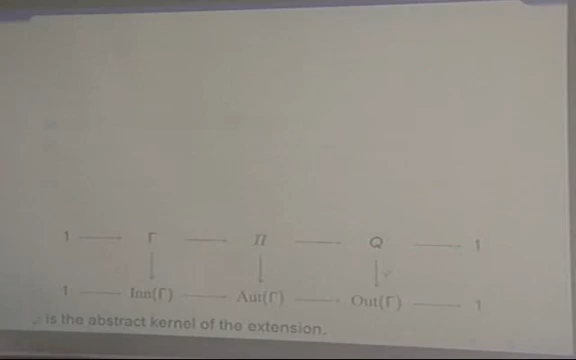 1 → Γ → Π → Q → 1
1 → Inn(Γ) → Aut(Γ) → Out(Γ) → 1
is the abstract kernel of the extension.